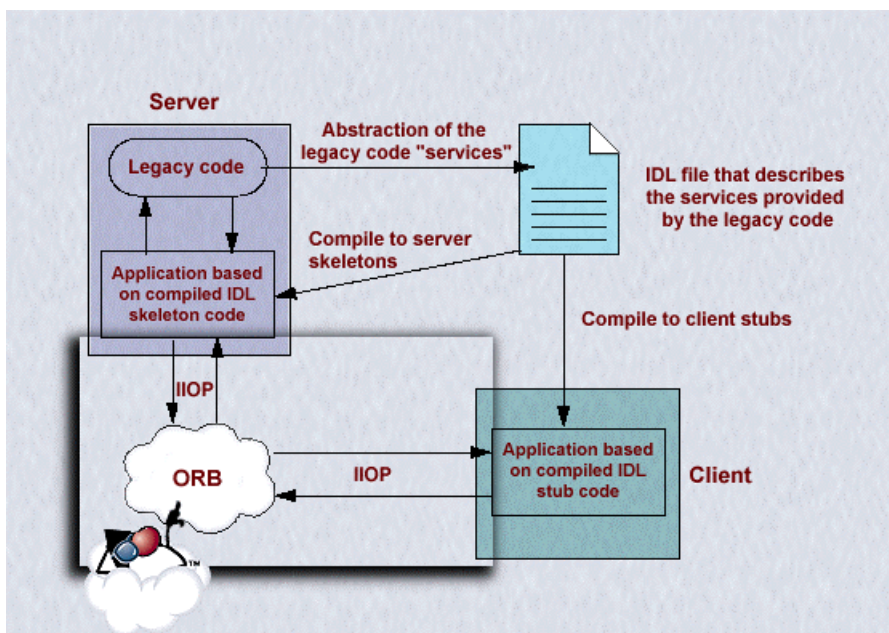 Server
Legacy code
Abstraction of the
legacy code "services"
IDL file that describes
the services provided
by the legacy code
Compile to server
skeletons
Application based
on compiled IDL
skeleton code
Compile to client stubs
IIOP
ORB
IIOP
Application based
on compiled IDL
stub code
Client
TM